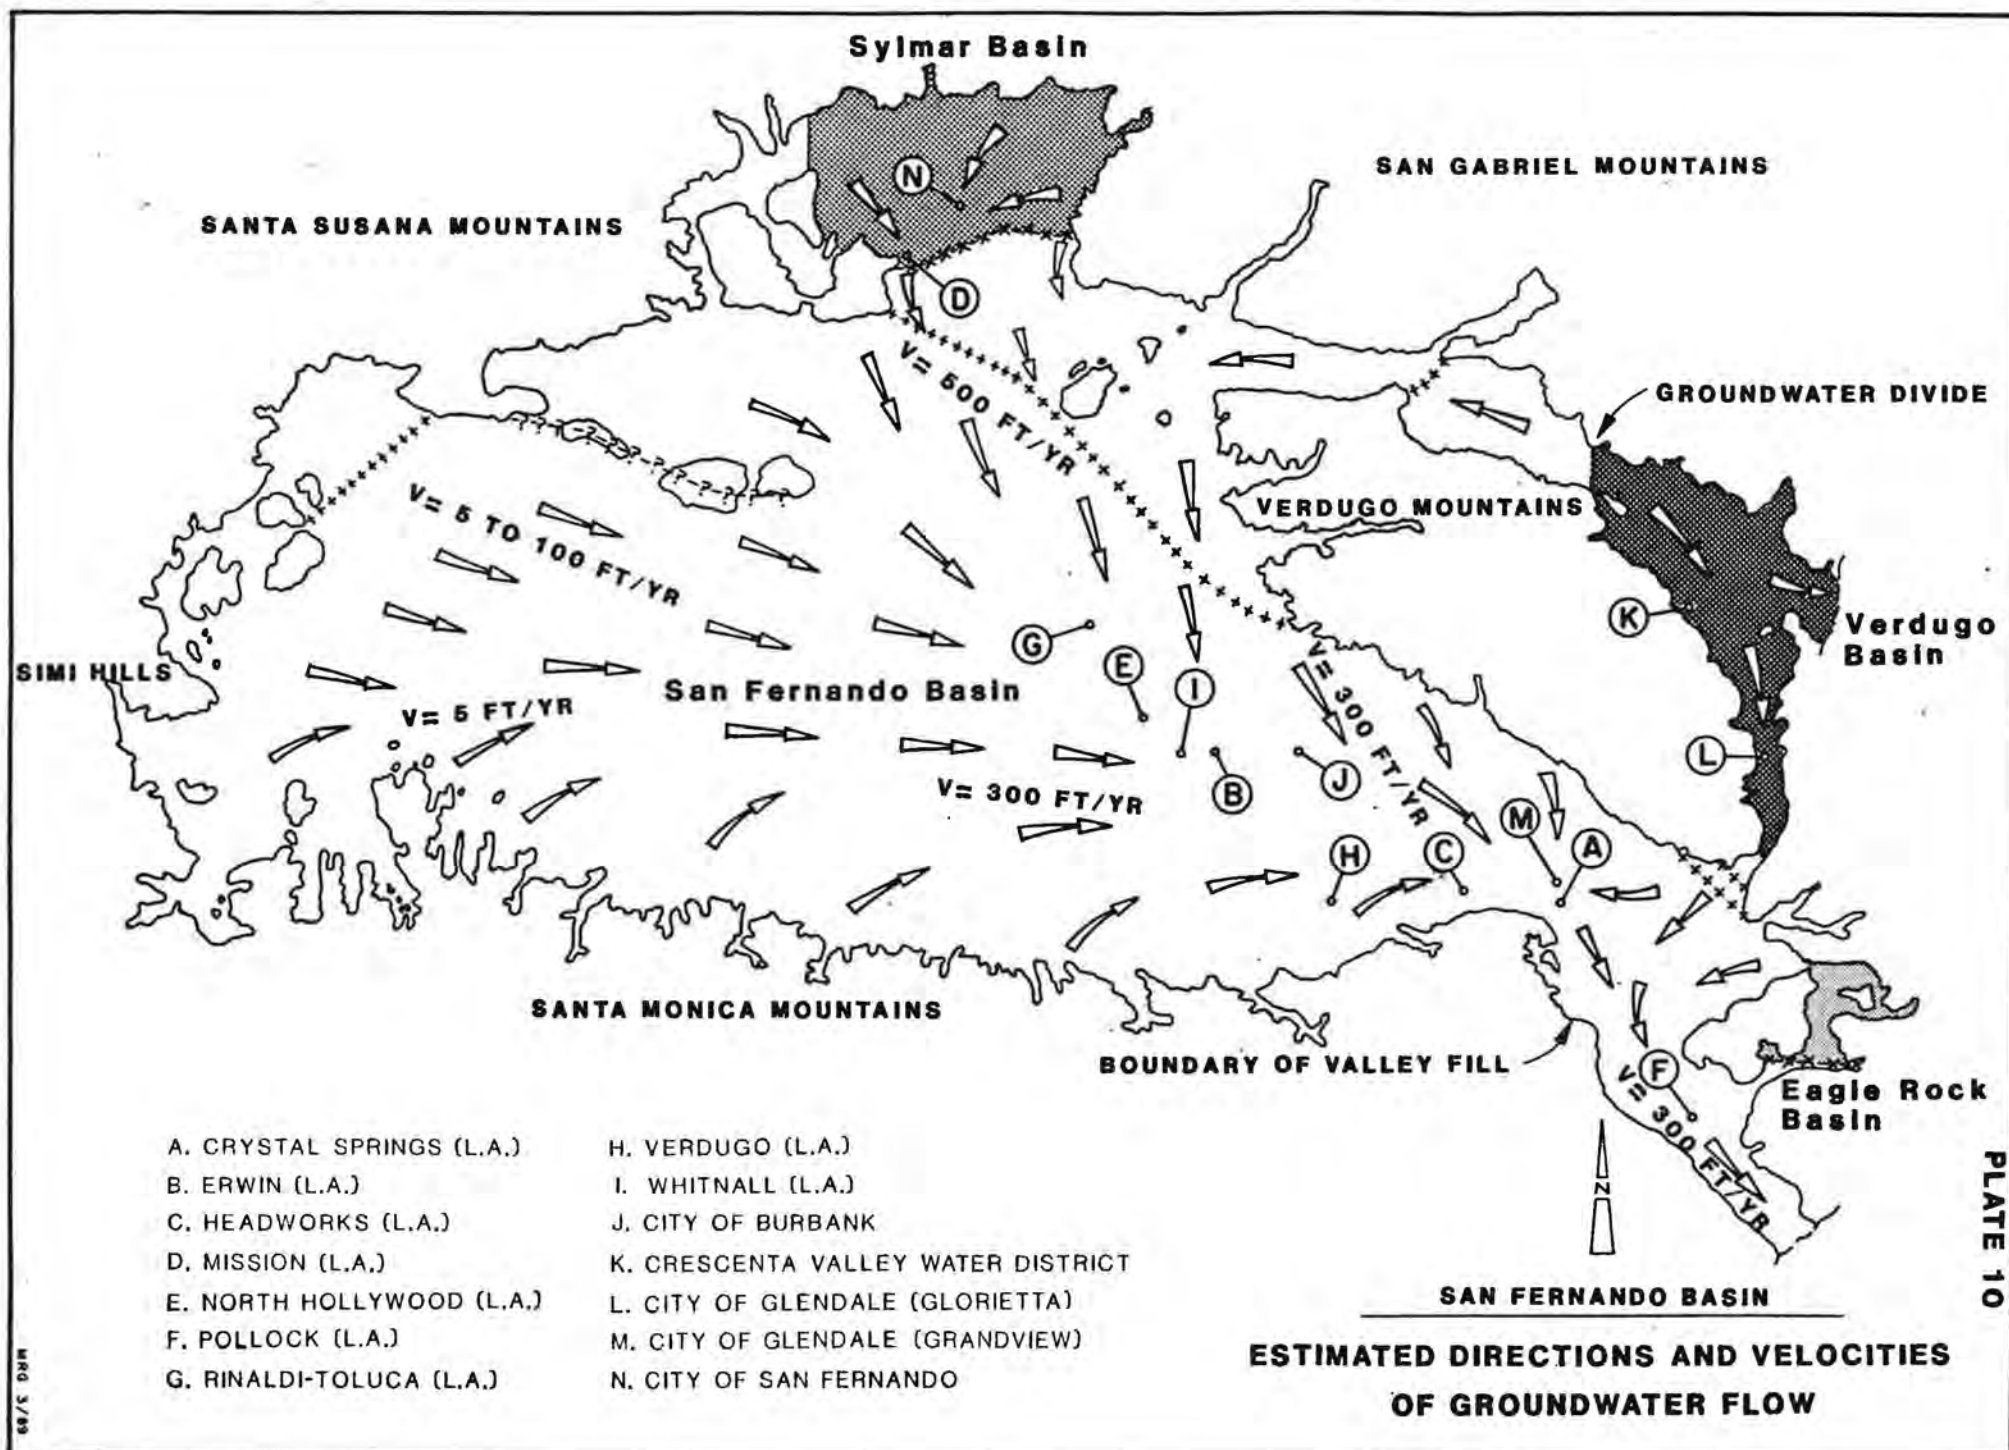 Sylmar Basin
SAN GABRIEL MOUNTAINS
N
SANTA SUSANA MOUNTAINS
D
V= 500 FT/YR
GROUNDWATER DIVIDE
V= 5 TO 100 FT/YR
VERDUGO MOUNTAINS
K
Verdugo
Basin
G
E
I
SIMI HILLS
San Fernando Basin
V= 5 FT/YR
V= 300 FT/YR
L
J
B
V= 300 FT/YR
M
A
H
C
SANTA MONICA MOUNTAINS
BOUNDARY OF VALLEY FILL
F
Eagle Rock
Basin
V= 300 FT/YR
A. CRYSTAL SPRINGS (L.A.)
B. ERWIN (L.A.)
C. HEADWORKS (L.A.)
D. MISSION (L.A.)
E. NORTH HOLLYWOOD (L.A.)
F. POLLOCK (L.A.)
G. RINALDI-TOLUCA (L.A.)
H. VERDUGO (L.A.)
I. WHITNALL (L.A.)
J. CITY OF BURBANK
K. CRESCENTA VALLEY WATER DISTRICT
L. CITY OF GLENDALE (GLORIETTA)
M. CITY OF GLENDALE (GRANDVIEW)
N. CITY OF SAN FERNANDO
N
SAN FERNANDO BASIN
ESTIMATED DIRECTIONS AND VELOCITIES
OF GROUNDWATER FLOW
PLATE 10
MRG 3/89